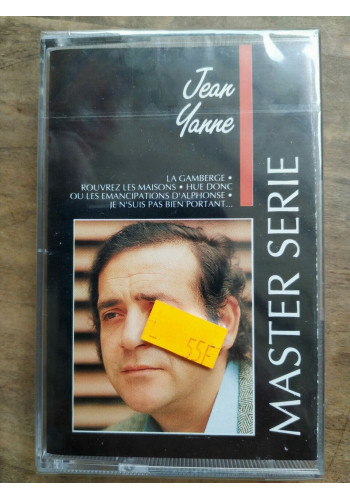 Jean
Yanne
LA GAMBERGE •
ROUVREZ LES MAISONS • HUE DONC
OU LES EMANCIPATIONS D'ALPHONSE •
JE N'SUIS PAS BIEN PORTANT...
MASTER SERIE
55F